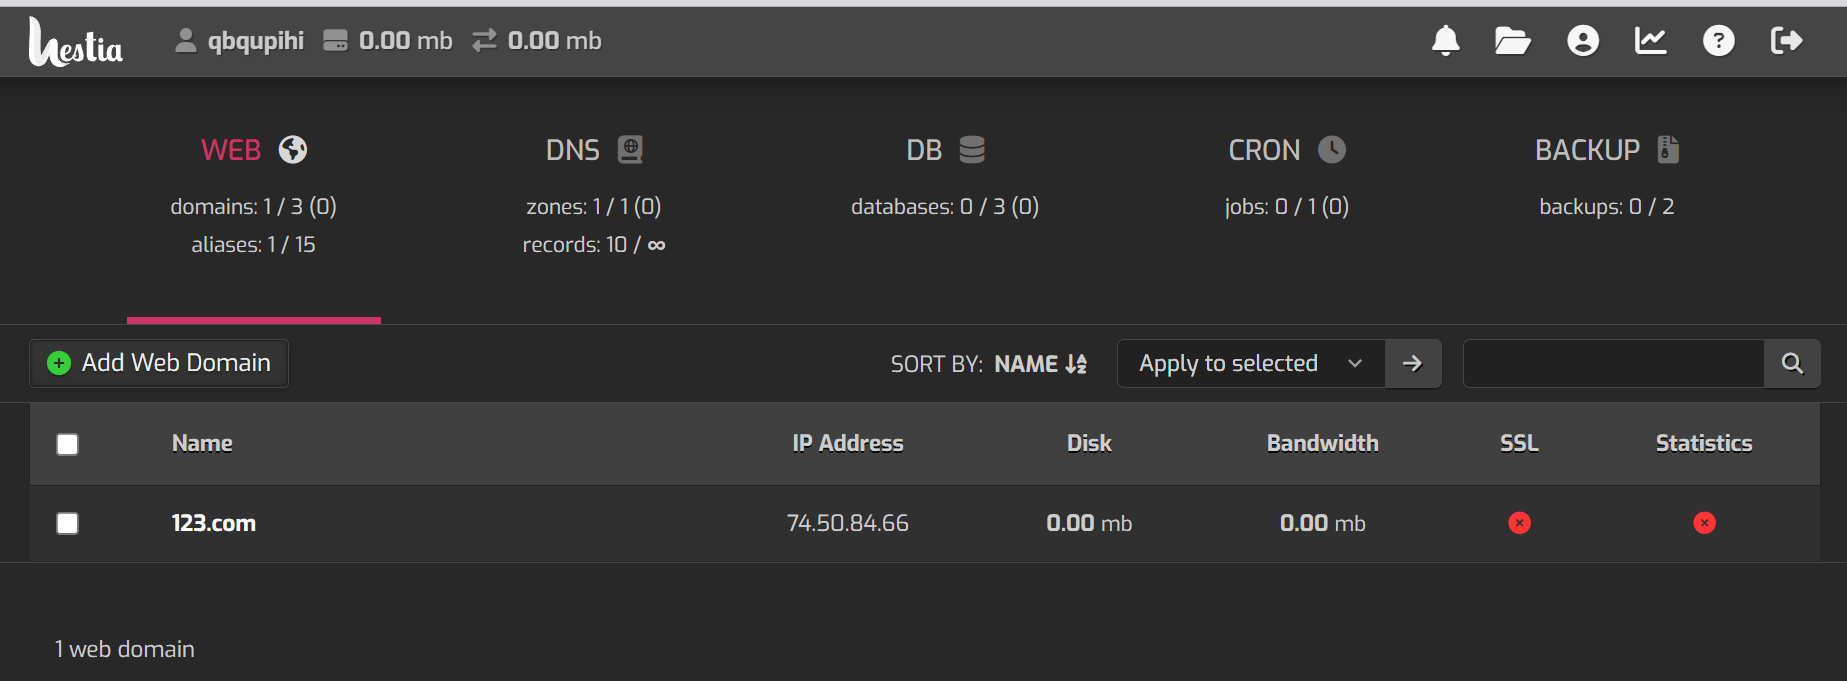 Hestia qbqupihi 0.00 mb 0.00 mb
WEB DNS DB CRON BACKUP
domains: 1 / 3 (0) zones: 1 / 1 (0) databases: 0 / 3 (0) jobs: 0 / 1 (0) backups: 0 / 2
aliases: 1 / 15 records: 10 / ∞
Add Web Domain SORT BY: NAME Apply to selected
Name IP Address Disk Bandwidth SSL Statistics
123.com 74.50.84.66 0.00 mb 0.00 mb
1 web domain